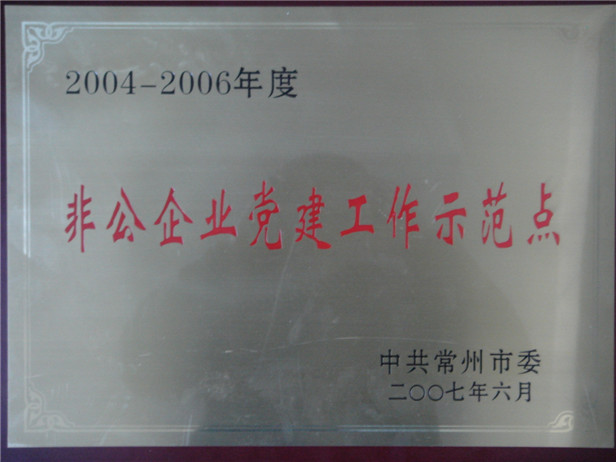 2004-2006年度
非公企业党建工作示范点
中共常州市委
二〇〇七年六月